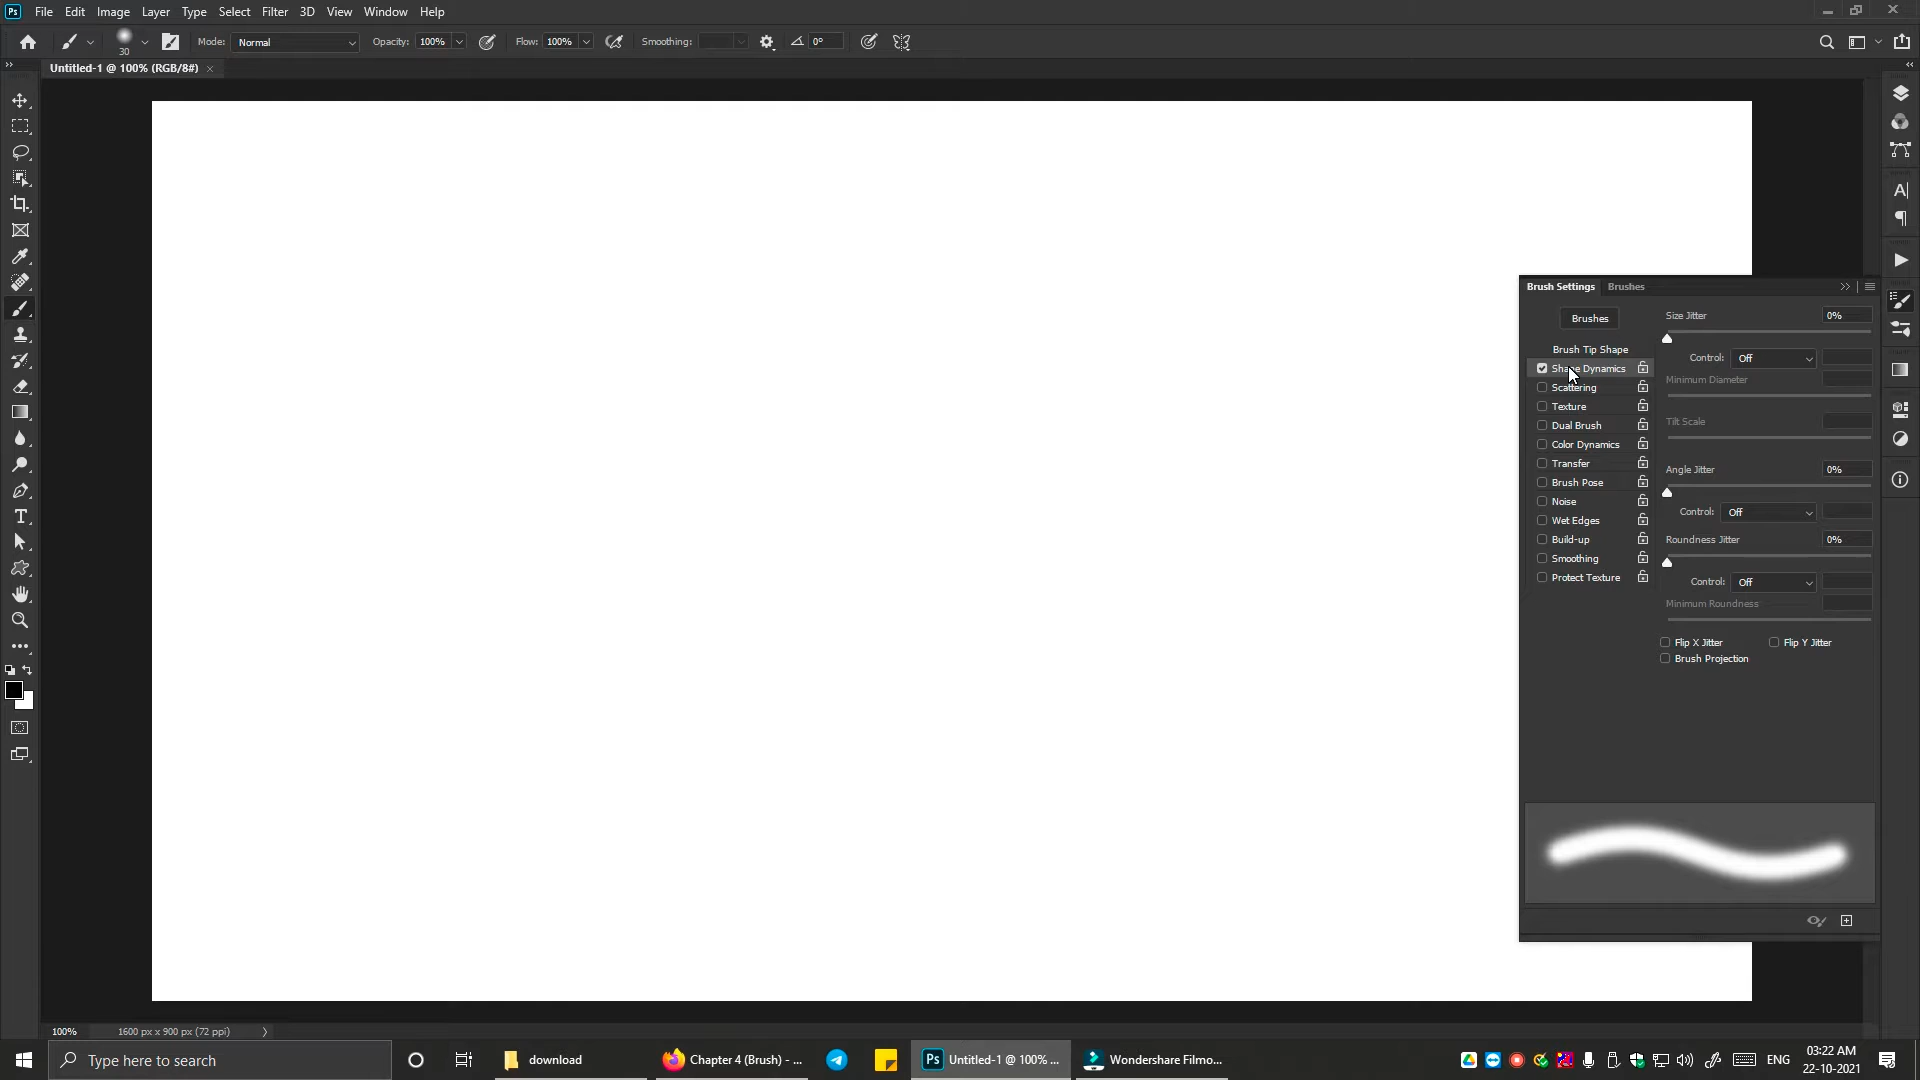 Ps File Edit Image Layer Type Select Filter 3D View Window Help
30 Mode: Normal Opacity: 100% Flow: 100% Smoothing: 0°
Untitled-1 @ 100% (RGB/8#) ×
Brush Settings Brushes
Brushes
Brush Tip Shape
Shape Dynamics
Scattering
Texture
Dual Brush
Color Dynamics
Transfer
Brush Pose
Noise
Wet Edges
Build-up
Smoothing
Protect Texture
Size Jitter 0%
Control: Off
Minimum Diameter
Tilt Scale
Angle Jitter 0%
Control: Off
Roundness Jitter 0%
Control: Off
Minimum Roundness
Flip X Jitter Flip Y Jitter
Brush Projection
100% 1600 px x 900 px (72 ppi)
Type here to search
download
Chapter 4 (Brush) - ...
Ps Untitled-1 @ 100% ...
Wondershare Filmo...
ENG
03:22 AM
22-10-2021